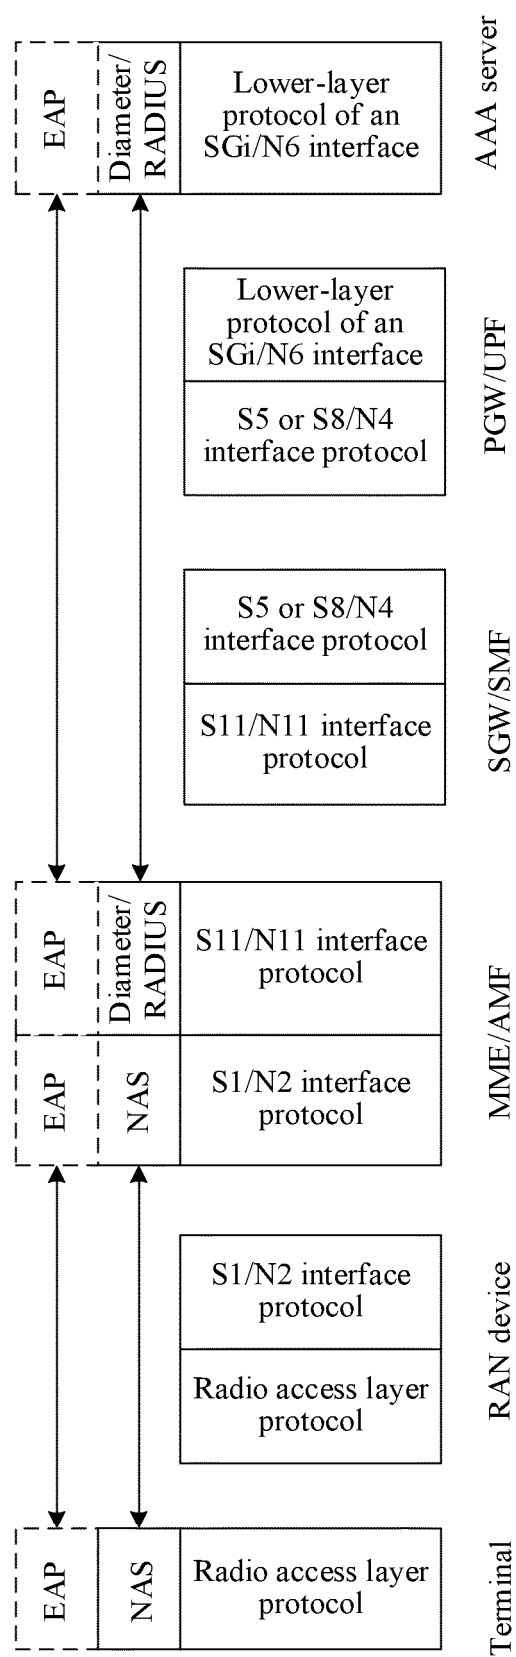 EAP
Diameter/
RADIUS
Lower-layer
protocol of an
SGi/N6 interface
AAA server
Lower-layer
protocol of an
SGi/N6 interface
S5 or S8/N4
interface protocol
PGW/UPF
S5 or S8/N4
interface protocol
S11/N11 interface
protocol
SGW/SMF
EAP
Diameter/
RADIUS
S11/N11 interface
protocol
EAP
NAS
S1/N2 interface
protocol
MME/AMF
S1/N2 interface
protocol
Radio access layer
protocol
RAN device
EAP
NAS
Radio access layer
protocol
Terminal